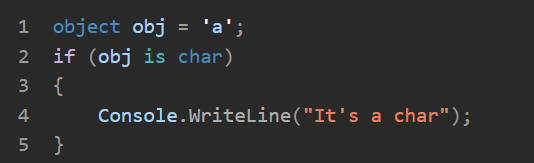 1 object obj = 'a';
2 if (obj is char)
3 {
4     Console.WriteLine("It's a char");
5 }